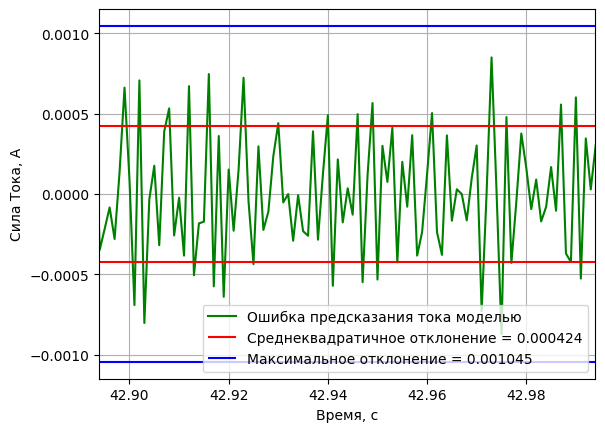 0.0010
0.0005
0.0000
−0.0005
−0.0010
Сила Тока, А
Ошибка предсказания тока моделью
Среднеквадратичное отклонение = 0.000424
Максимальное отклонение = 0.001045
42.90 42.92 42.94 42.96 42.98
Время, с